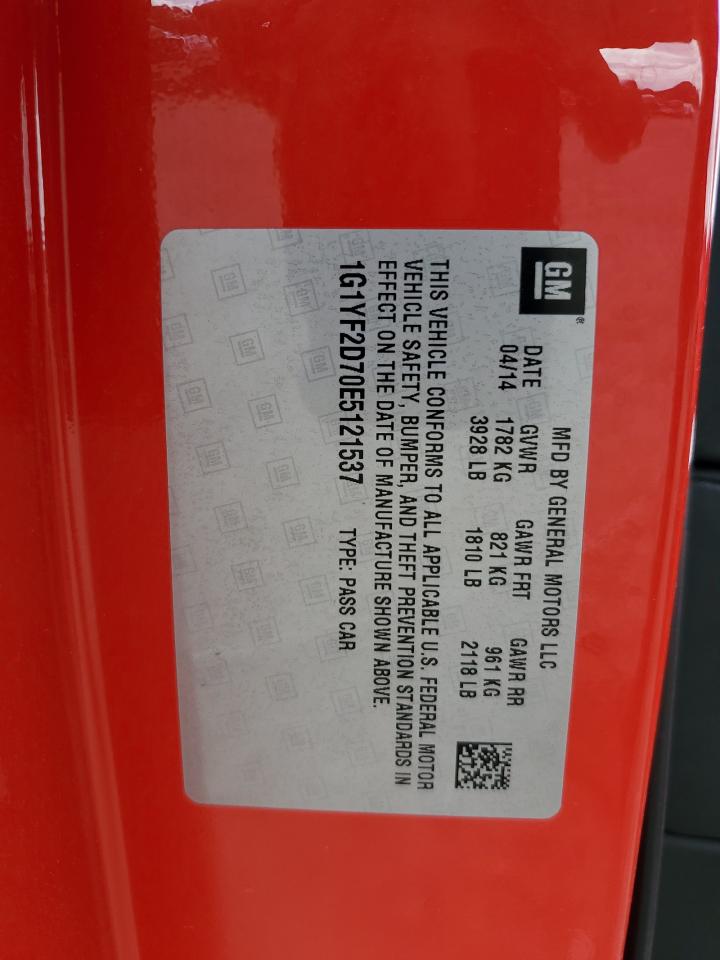 GM®
MFD BY GENERAL MOTORS LLC
DATE GVWR GAWR FRT GAWR RR
04/14 1782 KG 821 KG 961 KG
3928 LB 1810 LB 2118 LB
THIS VEHICLE CONFORMS TO ALL APPLICABLE U.S. FEDERAL MOTOR
VEHICLE SAFETY, BUMPER, AND THEFT PREVENTION STANDARDS IN
EFFECT ON THE DATE OF MANUFACTURE SHOWN ABOVE.
1G1YF2D70E5121537 TYPE: PASS CAR